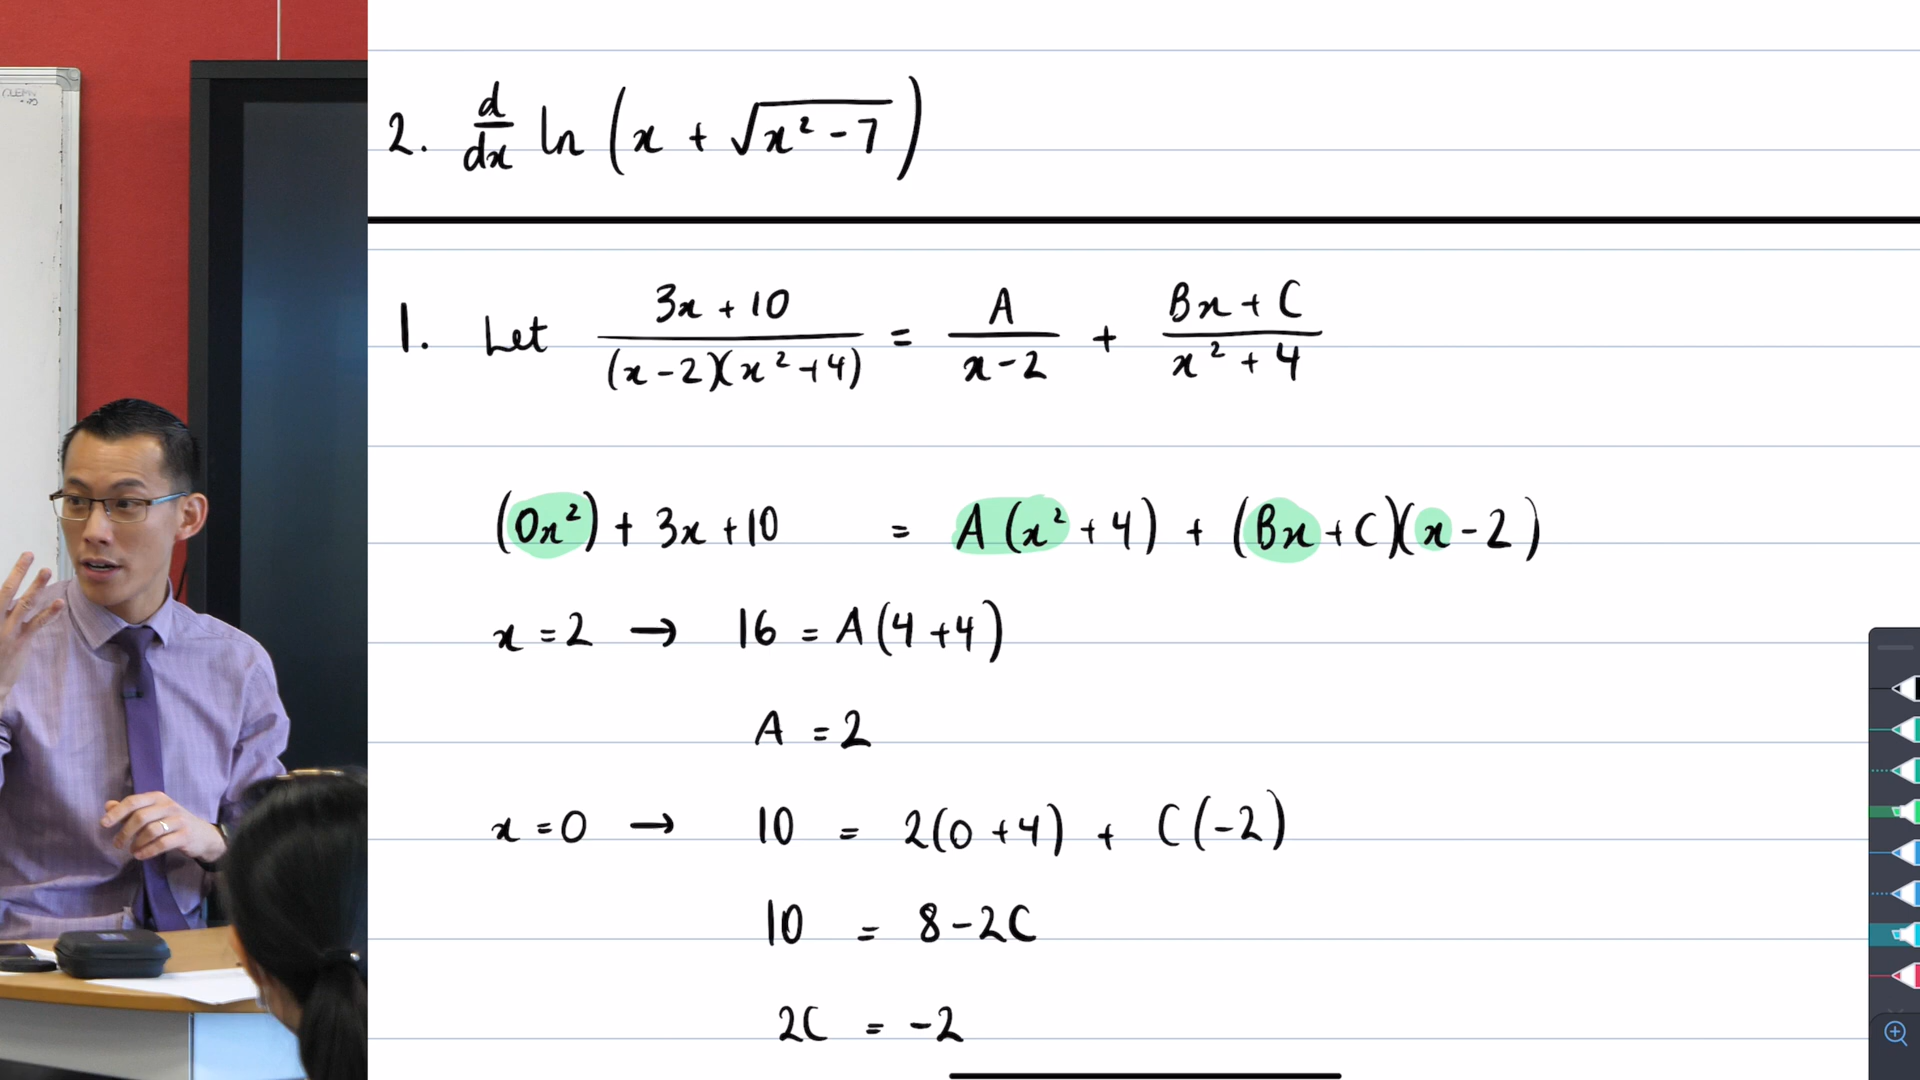 2. d/dx ln (x + √(x² - 7))
1. Let (3x + 10)/((x - 2)(x² + 4)) = A/(x - 2) + (Bx + C)/(x² + 4)
(0x²) + 3x + 10 = A(x² + 4) + (Bx + C)(x - 2)
x = 2 → 16 = A(4 + 4)
A = 2
x = 0 → 10 = 2(0 + 4) + C(-2)
10 = 8 - 2C
2C = -2